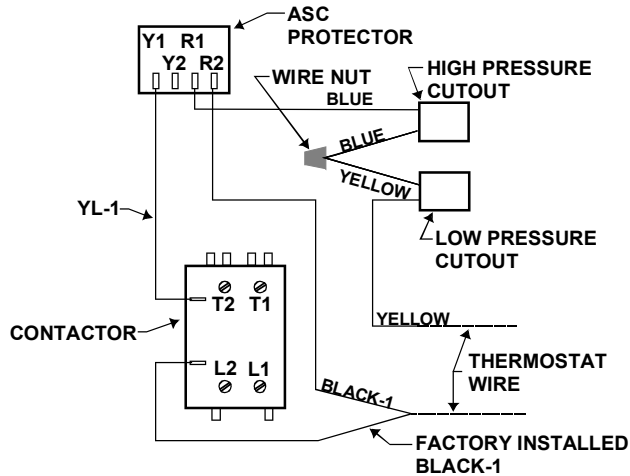 ASC
PROTECTOR
Y1 R1
Y2 R2
WIRE NUT
HIGH PRESSURE
CUTOUT
BLUE
BLUE
YELLOW
YL-1
LOW PRESSURE
CUTOUT
T2 T1
CONTACTOR
YELLOW
L2 L1
THERMOSTAT
WIRE
BLACK-1
FACTORY INSTALLED
BLACK-1